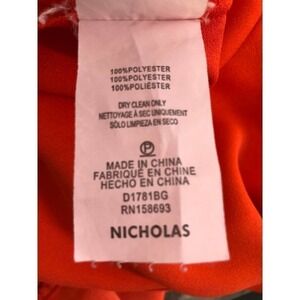 100%POLYESTER
100%POLYESTER
100%POLIÉSTER
DRY CLEAN ONLY
NETTOYAGE À SEC UNIQUEMENT
SÓLO LIMPIEZA EN SECO
P
MADE IN CHINA
FABRIQUÉ EN CHINE
HECHO EN CHINA
D1781BG
RN158693
NICHOLAS